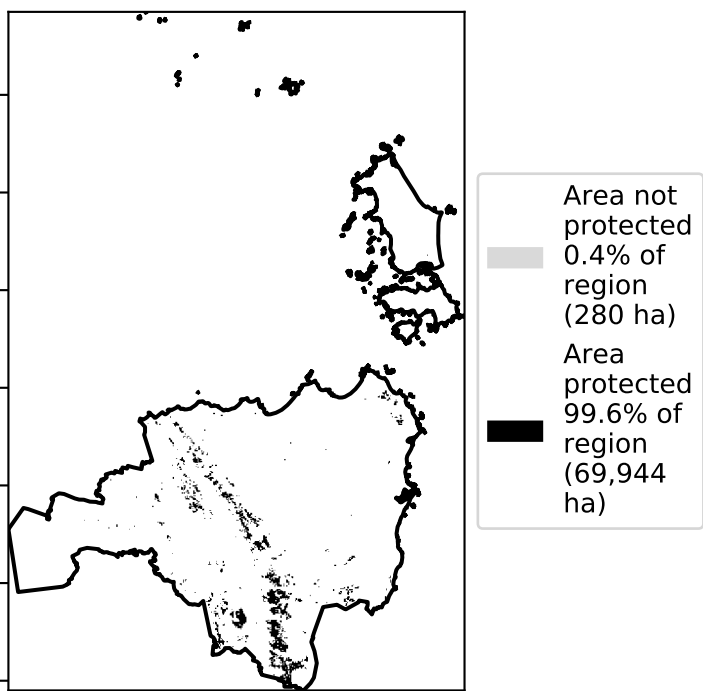 Area not
protected
0.4% of
region
(280 ha)
Area
protected
99.6% of
region
(69,944
ha)